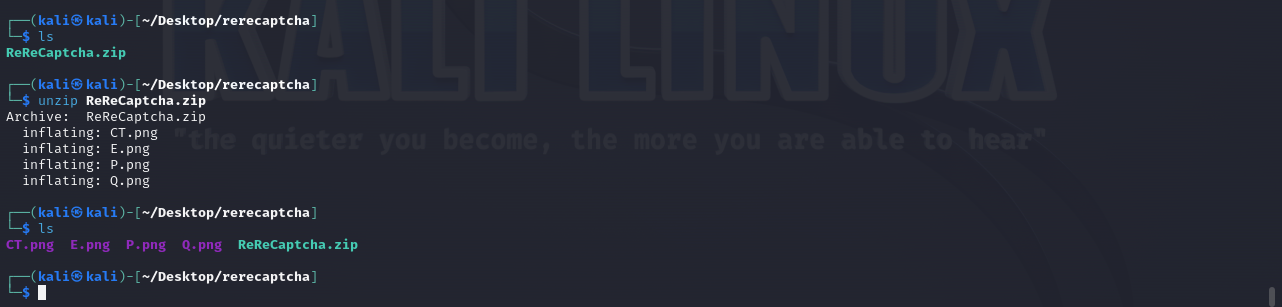 ┌──(kali㉿kali)-[~/Desktop/rerecaptcha]
└─$ ls
ReReCaptcha.zip
┌──(kali㉿kali)-[~/Desktop/rerecaptcha]
└─$ unzip ReReCaptcha.zip
Archive:  ReReCaptcha.zip
  inflating: CT.png
  inflating: E.png
  inflating: P.png
  inflating: Q.png
┌──(kali㉿kali)-[~/Desktop/rerecaptcha]
└─$ ls
CT.png  E.png  P.png  Q.png  ReReCaptcha.zip
┌──(kali㉿kali)-[~/Desktop/rerecaptcha]
└─$
KALI LINUX
"the quieter you become, the more you are able to hear"